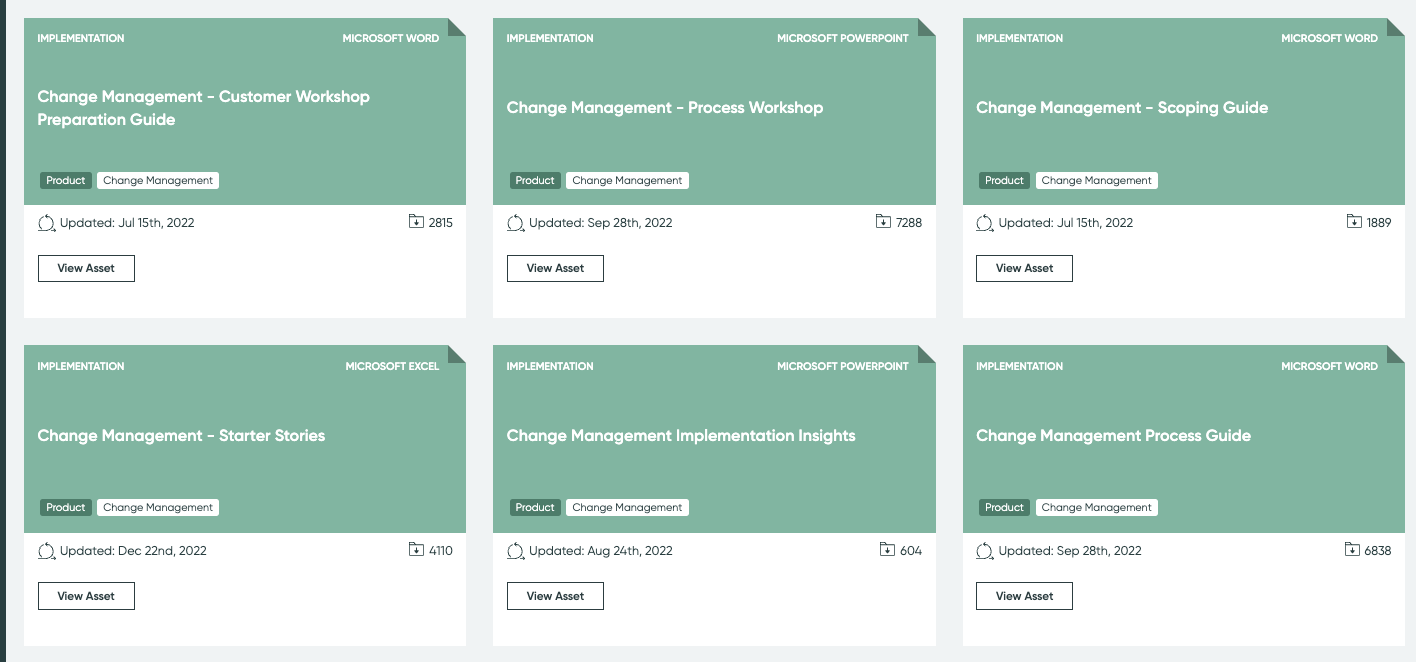 IMPLEMENTATION MICROSOFT WORD
Change Management - Customer Workshop
Preparation Guide
Product Change Management
Updated: Jul 15th, 2022 2815
View Asset
IMPLEMENTATION MICROSOFT POWERPOINT
Change Management - Process Workshop
Product Change Management
Updated: Sep 28th, 2022 7288
View Asset
IMPLEMENTATION MICROSOFT WORD
Change Management - Scoping Guide
Product Change Management
Updated: Jul 15th, 2022 1889
View Asset
IMPLEMENTATION MICROSOFT EXCEL
Change Management - Starter Stories
Product Change Management
Updated: Dec 22nd, 2022 4110
View Asset
IMPLEMENTATION MICROSOFT POWERPOINT
Change Management Implementation Insights
Product Change Management
Updated: Aug 24th, 2022 604
View Asset
IMPLEMENTATION MICROSOFT WORD
Change Management Process Guide
Product Change Management
Updated: Sep 28th, 2022 6838
View Asset